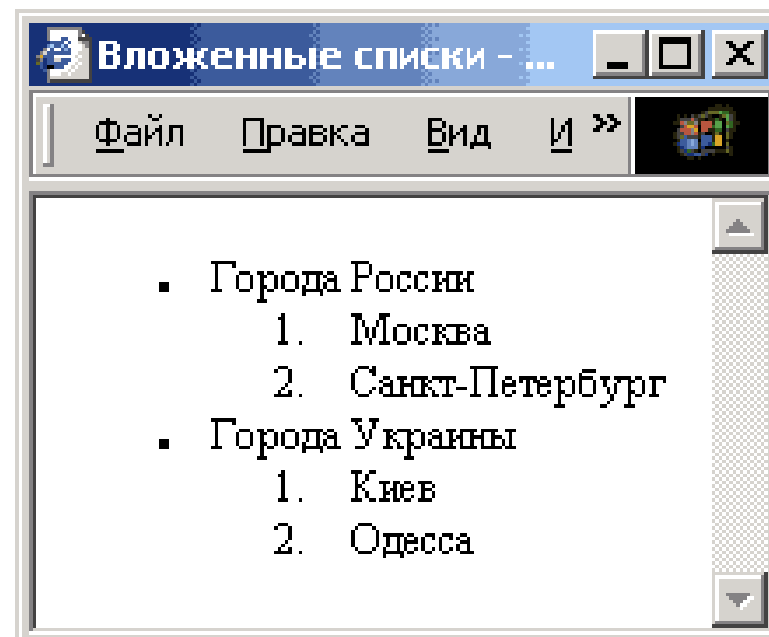 Вложенные списки - ...
Файл Правка Вид И »
▪ Города России
1. Москва
2. Санкт-Петербург
▪ Города Украины
1. Киев
2. Одесса